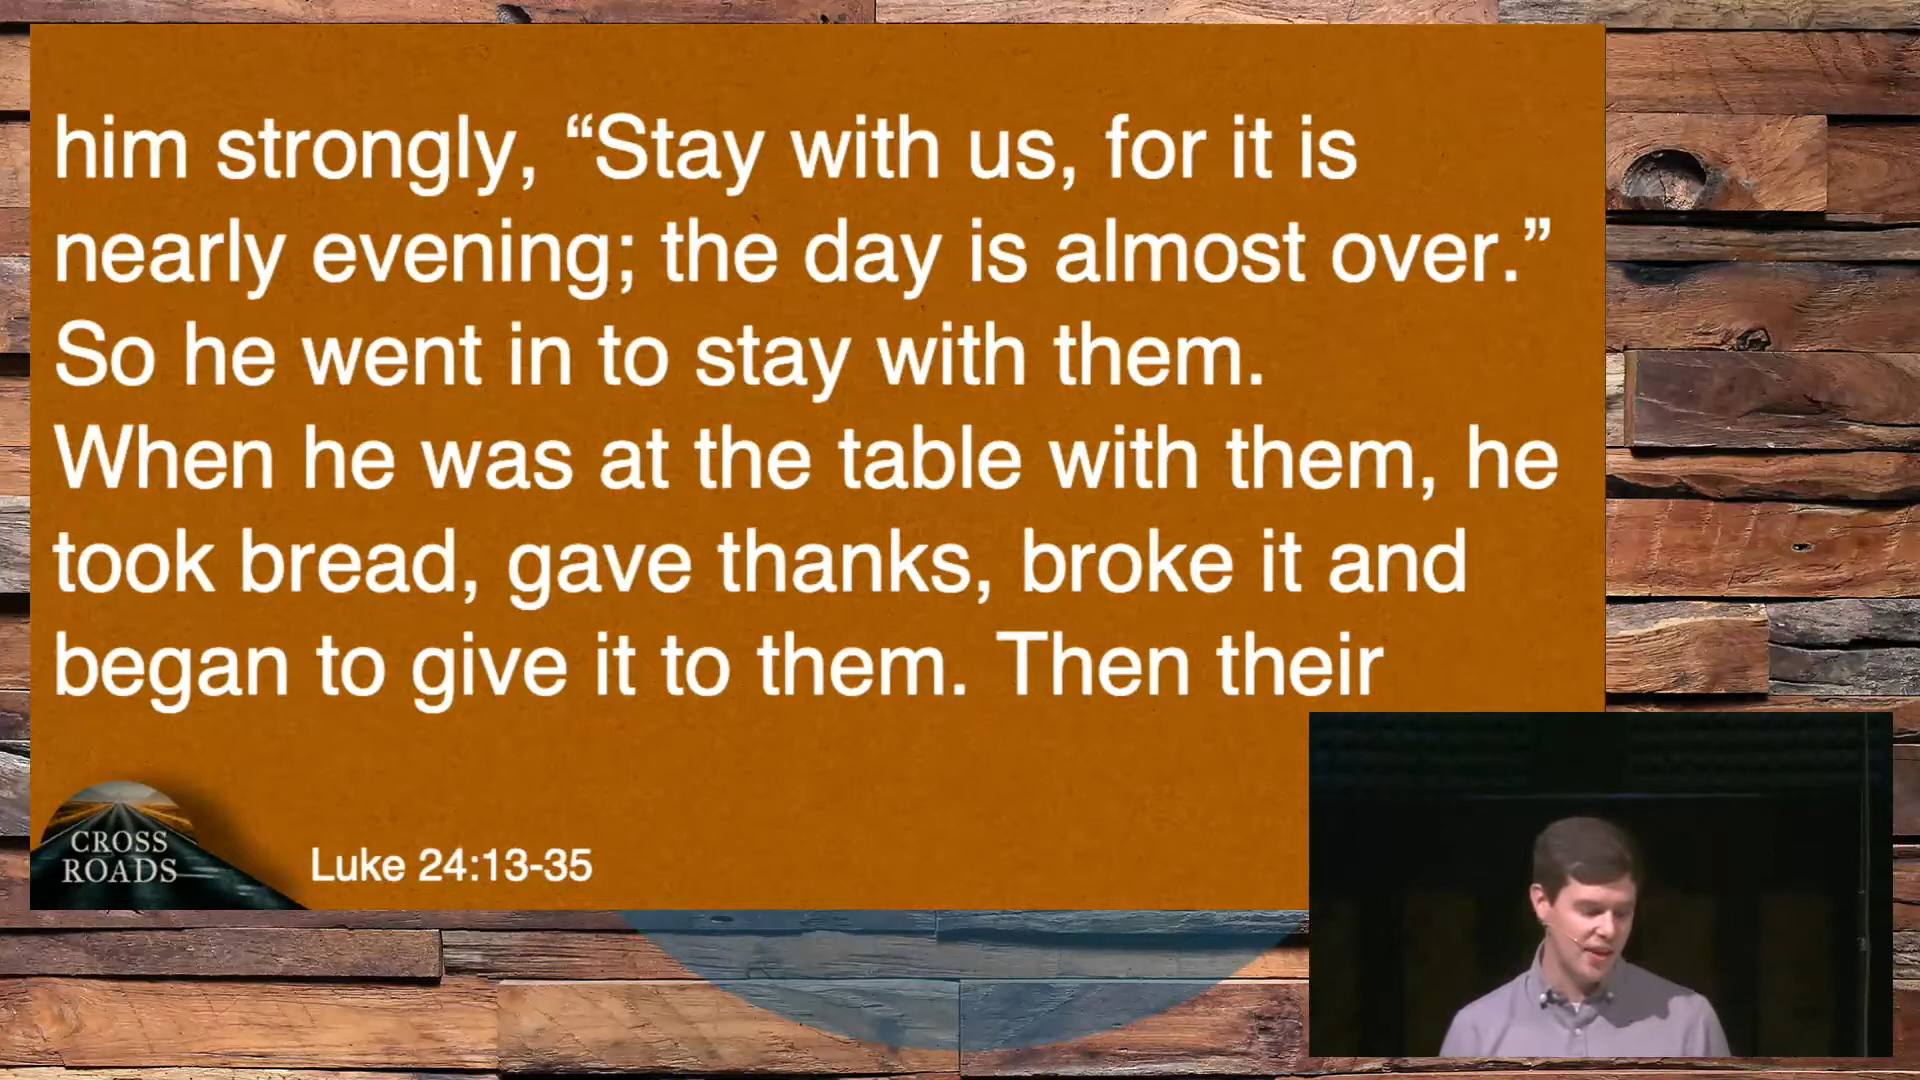 him strongly, “Stay with us, for it is
nearly evening; the day is almost over.”
So he went in to stay with them.
When he was at the table with them, he
took bread, gave thanks, broke it and
began to give it to them. Then their
CROSS
ROADS
Luke 24:13-35